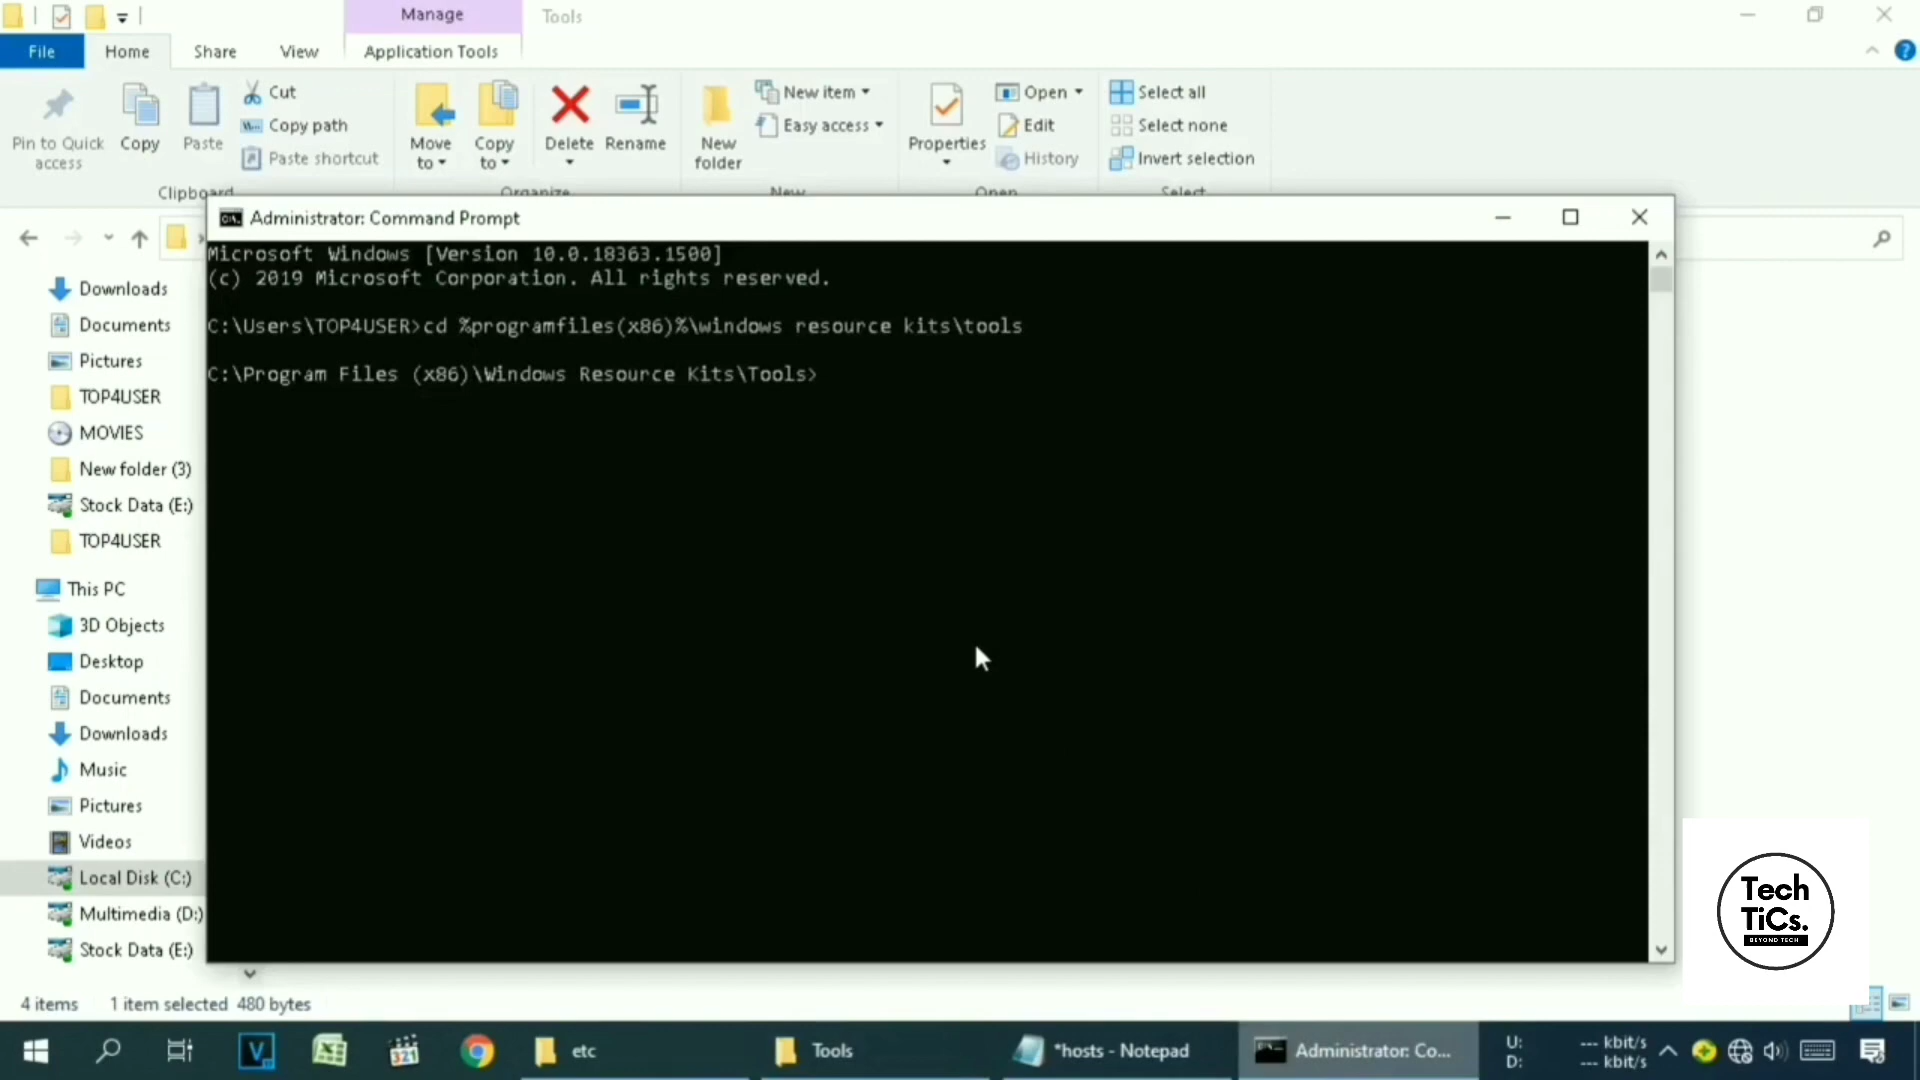 Manage
Tools
File
Home
Share
View
Application Tools
Pin to Quick access
Copy
Paste
Cut
Copy path
Paste shortcut
Move to
Copy to
Delete
Rename
New folder
New item
Easy access
Properties
Open
Edit
History
Select all
Select none
Invert selection
Clipboard
Organize
New
Open
Select
Administrator: Command Prompt
Microsoft Windows [Version 10.0.18363.1500]
(c) 2019 Microsoft Corporation. All rights reserved.
C:\Users\TOP4USER>cd %programfiles(x86)%\windows resource kits\tools
C:\Program Files (x86)\Windows Resource Kits\Tools>
Downloads
Documents
Pictures
TOP4USER
MOVIES
New folder (3)
Stock Data (E:)
TOP4USER
This PC
3D Objects
Desktop
Documents
Downloads
Music
Pictures
Videos
Local Disk (C:)
Multimedia (D:)
Stock Data (E:)
Tech
TiCs.
BEYOND TECH
4 items
1 item selected 480 bytes
etc
Tools
*hosts - Notepad
Administrator: Co...
U: --- kbit/s
D: --- kbit/s